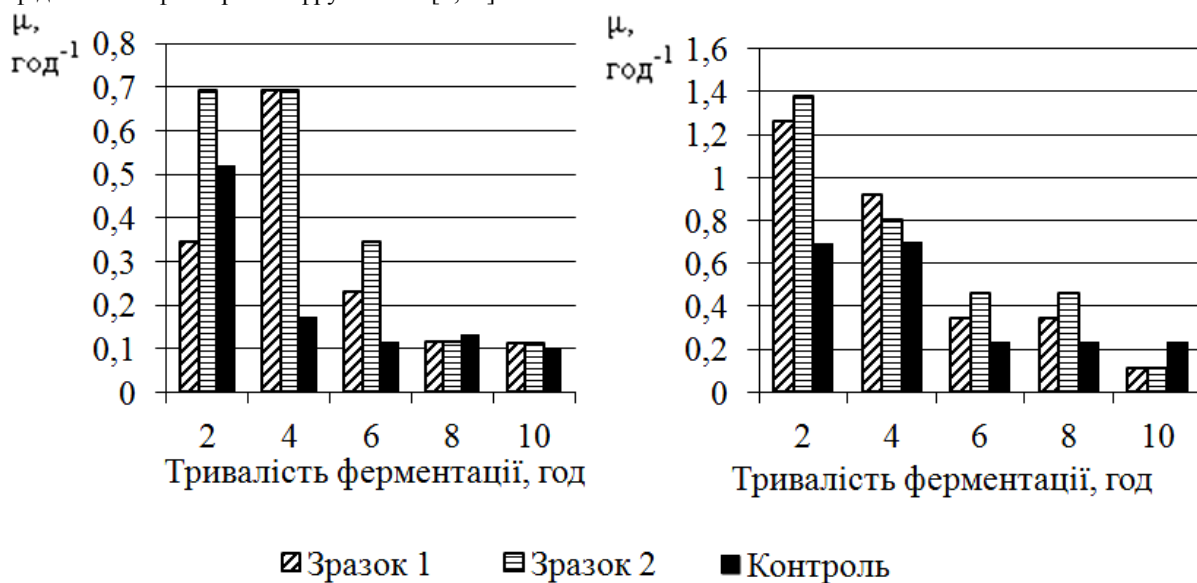 μ,
год-1
0,8
0,7
0,6
0,5
0,4
0,3
0,2
0,1
0
2 4 6 8 10
Тривалість ферментації, год
μ,
год-1
1,6
1,4
1,2
1
0,8
0,6
0,4
0,2
0
2 4 6 8 10
Тривалість ферментації, год
Зразок 1 Зразок 2 Контроль